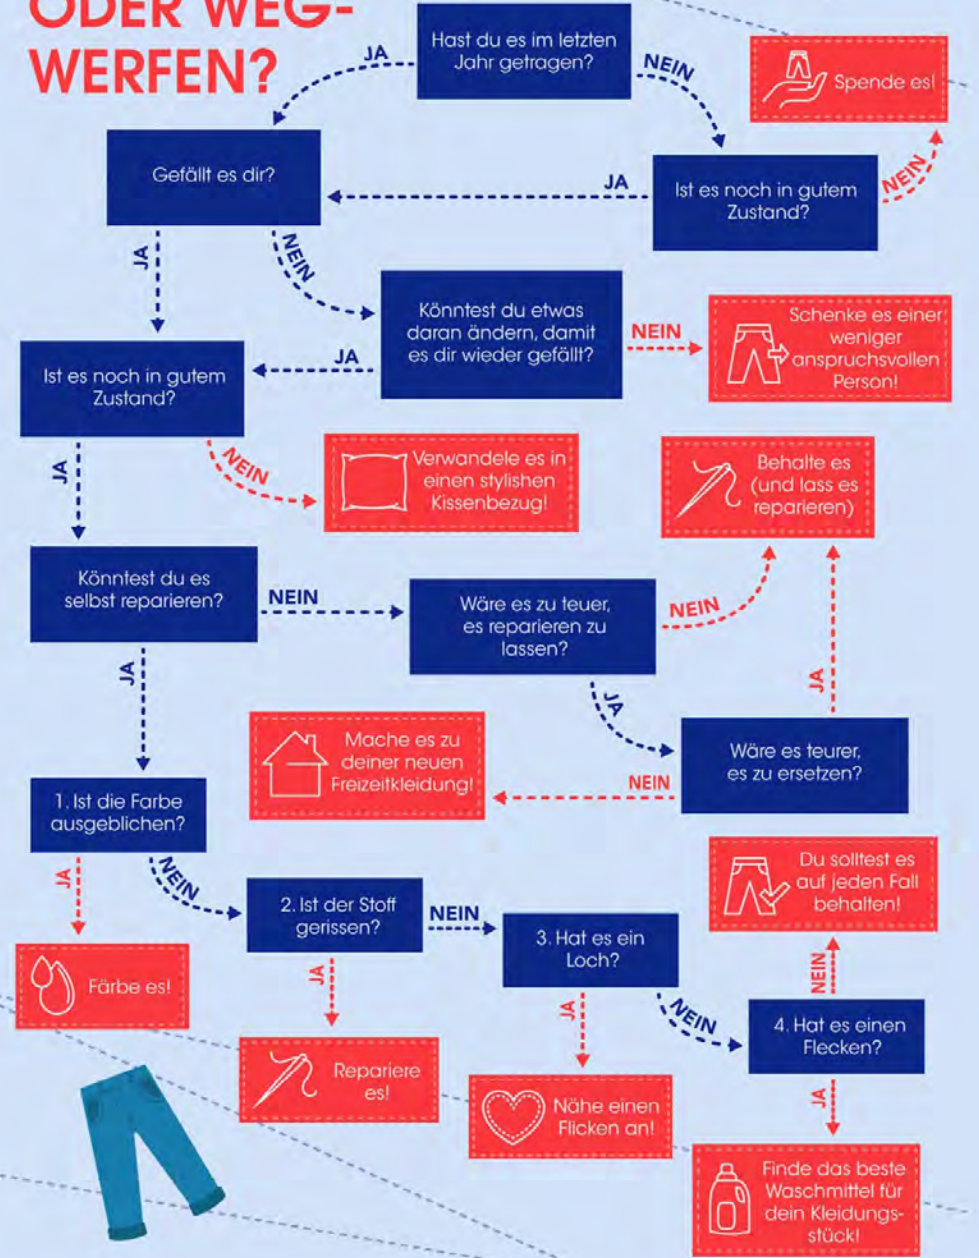 ODER WEG-
WERFEN?
Hast du es im letzten
Jahr getragen?
JA
NEIN
Spende es!
Gefällt es dir?
JA
Ist es noch in gutem
Zustand?
NEIN
JA
NEIN
Könntest du etwas
daran ändern, damit
es dir wieder gefällt?
NEIN
Schenke es einer
weniger
anspruchsvollen
Person!
JA
Ist es noch in gutem
Zustand?
JA
NEIN
Verwandele es in
einen stylishen
Kissenbezug!
Behalte es
(und lass es
reparieren)
Könntest du es
selbst reparieren?
NEIN
Wäre es zu teuer,
es reparieren zu
lassen?
NEIN
JA
JA
JA
Mache es zu
deiner neuen
Freizeitkleidung!
NEIN
Wäre es teurer,
es zu ersetzen?
1. Ist die Farbe
ausgeblichen?
JA
NEIN
2. Ist der Stoff
gerissen?
NEIN
3. Hat es ein
Loch?
Du solltest es
auf jeden Fall
behalten!
NEIN
Färbe es!
JA
JA
NEIN
4. Hat es einen
Flecken?
Repariere
es!
Nähe einen
Flicken an!
JA
Finde das beste
Waschmittel für
dein Kleidungs-
stück!